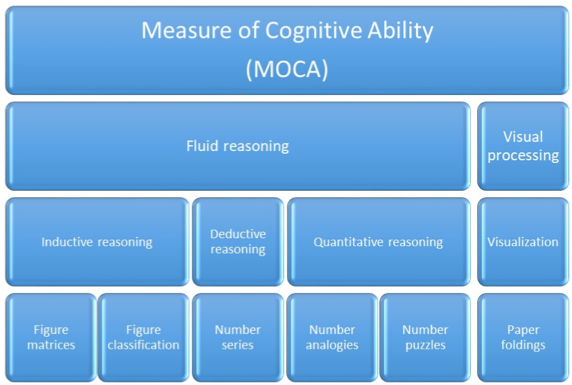 Measure of Cognitive Ability
(MOCA)
Fluid reasoning
Visual
processing
Inductive reasoning
Deductive
reasoning
Quantitative reasoning
Visualization
Figure
matrices
Figure
classification
Number
series
Number
analogies
Number
puzzles
Paper
foldings